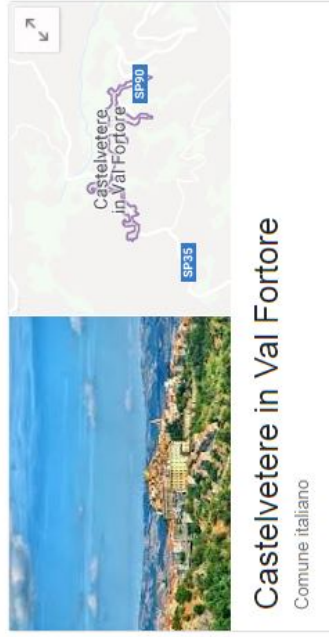 Castelvetere
in Val Fortore
SP90
SP35
Castelvetere in Val Fortore
Comune italiano